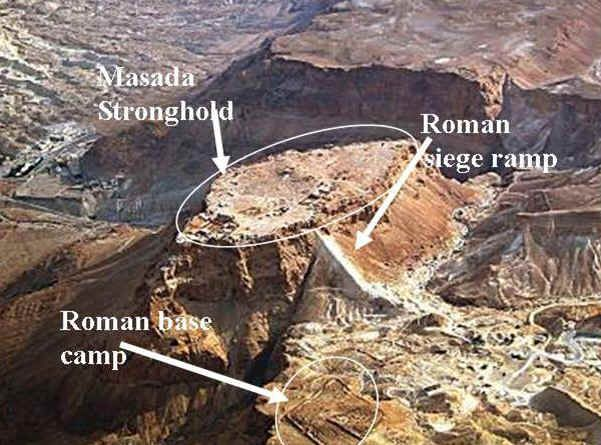 Masada
Stronghold
Roman
siege ramp
Roman base
camp